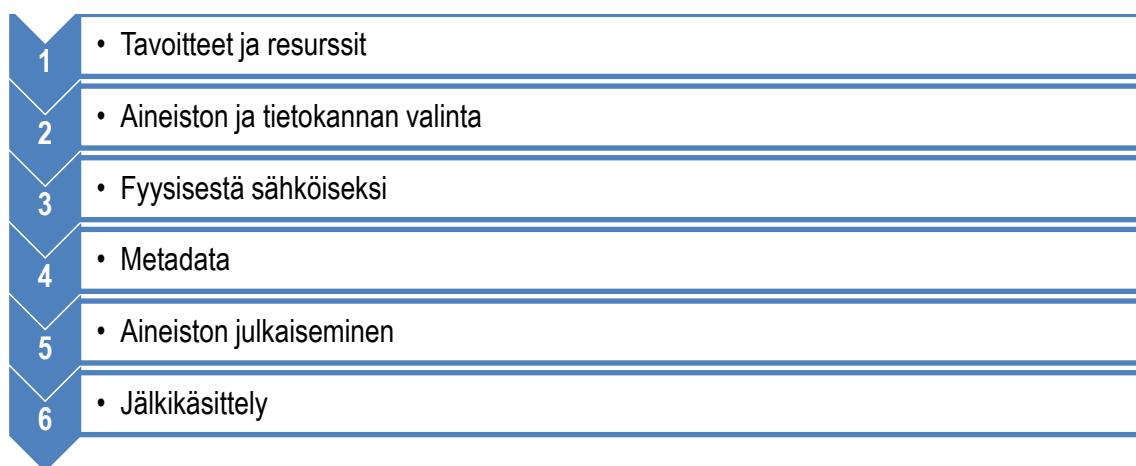 1 • Tavoitteet ja resurssit
2 • Aineiston ja tietokannan valinta
3 • Fyysisestä sähköiseksi
4 • Metadata
5 • Aineiston julkaiseminen
6 • Jälkikäsittely